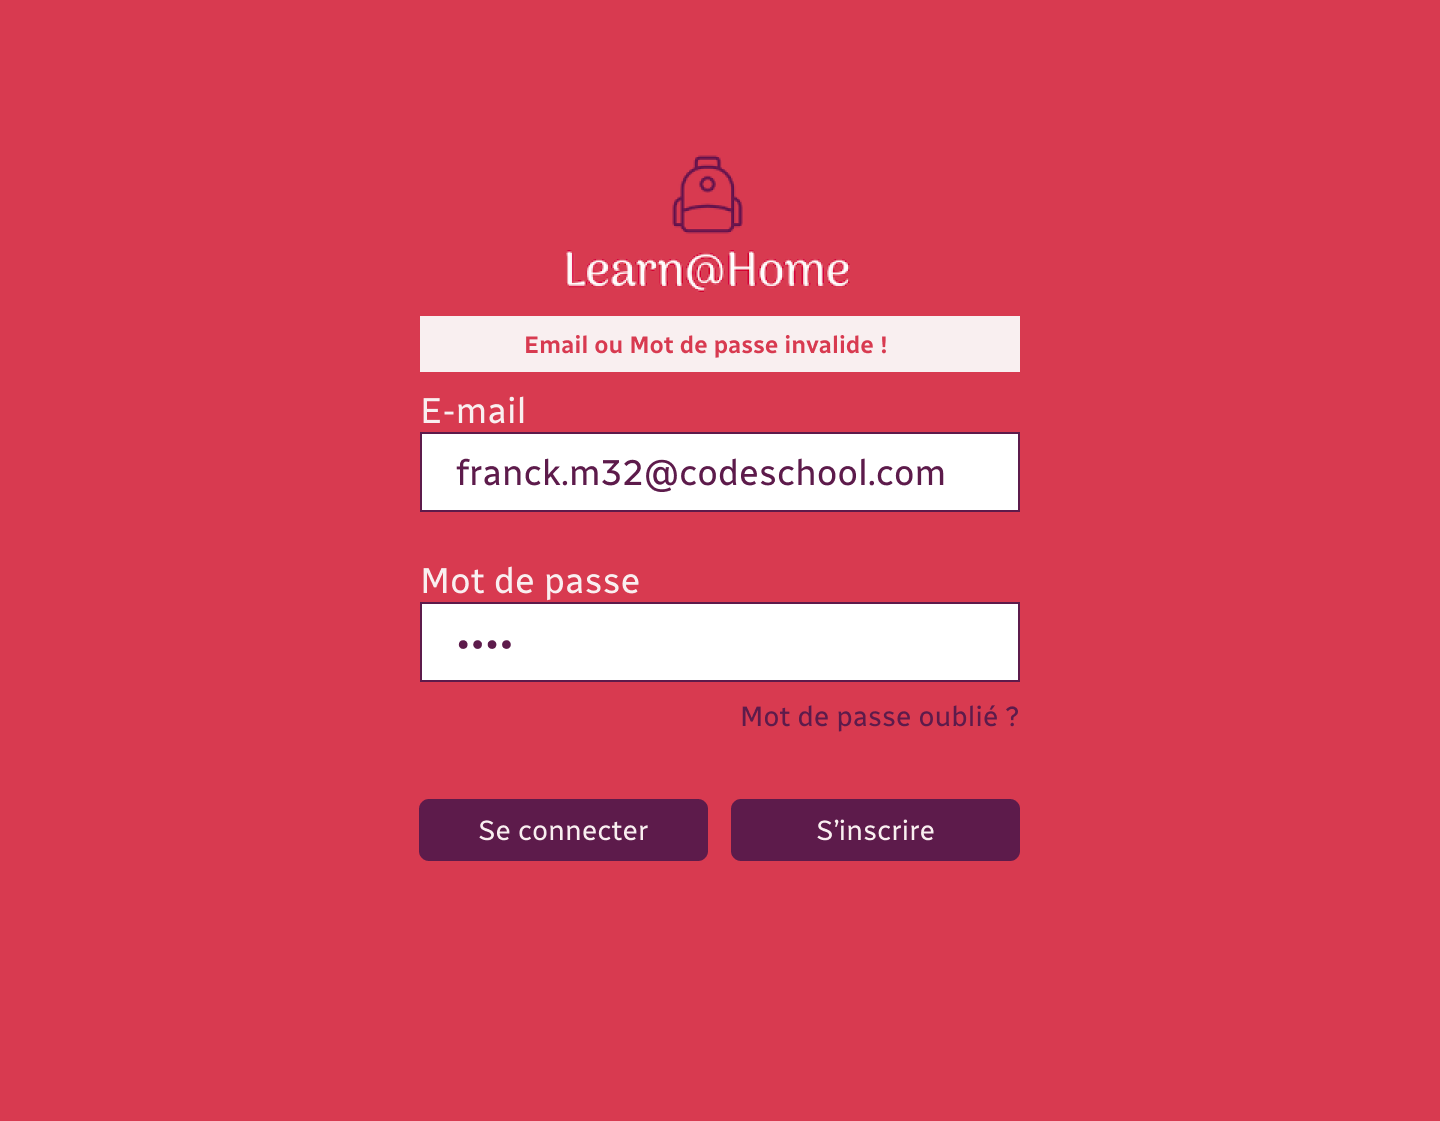 Learn@Home
Email ou Mot de passe invalide !
E-mail
franck.m32@codeschool.com
Mot de passe
••••
Mot de passe oublié ?
Se connecter
S’inscrire